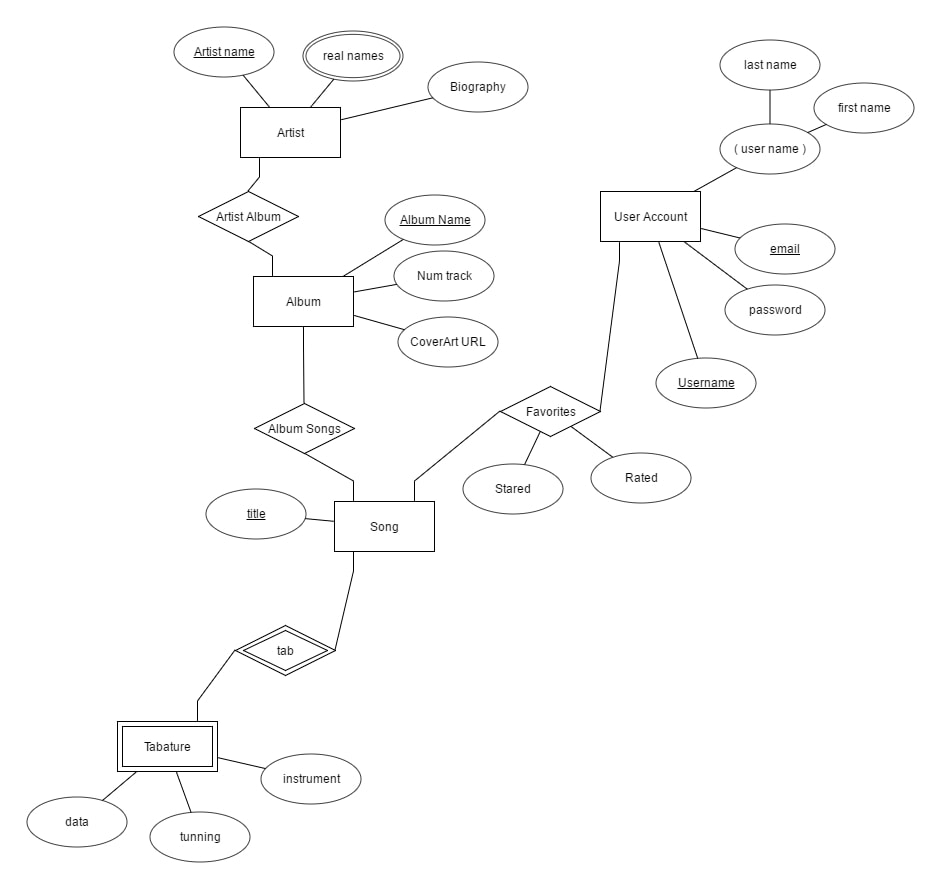 Artist name
real names
last name
Biography
first name
Artist
( user name )
Artist Album
User Account
Album Name
email
Num track
Album
password
CoverArt URL
Username
Favorites
Album Songs
Rated
Stared
title
Song
tab
Tabature
instrument
data
tunning